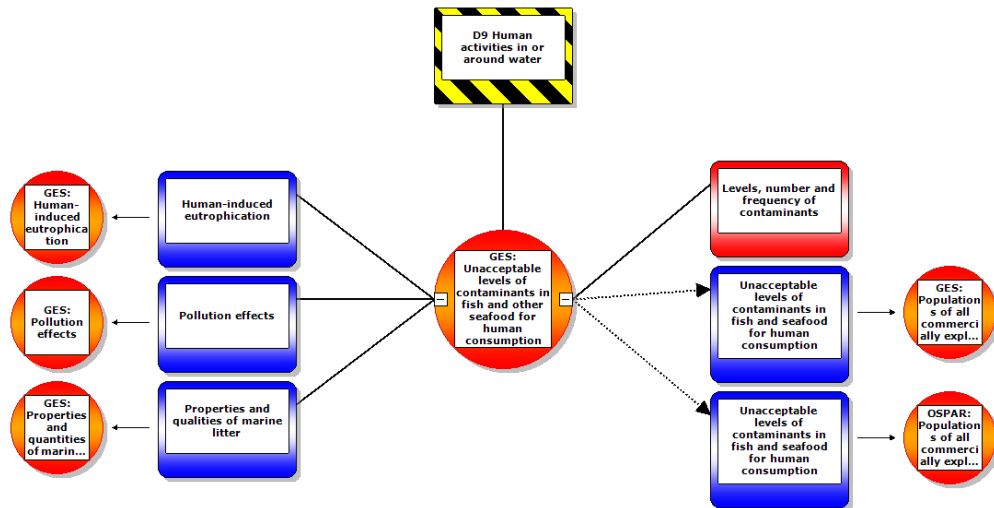 D9 Human
activities in or
around water
GES:
Human-
induced
eutrophica
tion
Human-induced
eutrophication
GES:
Pollution
effects
Pollution effects
GES:
Properties
and
quantities
of marin...
Properties and
qualities of marine
litter
GES:
Unacceptable
levels of
contaminants in
fish and other
seafood for
human
consumption
Levels, number and
frequency of
contaminants
Unacceptable
levels of
contaminants in
fish and seafood
for human
consumption
GES:
Population
s of all
commerci
ally expl...
Unacceptable
levels of
contaminants in
fish and seafood
for human
consumption
OSPAR:
Population
s of all
commerci
ally expl...